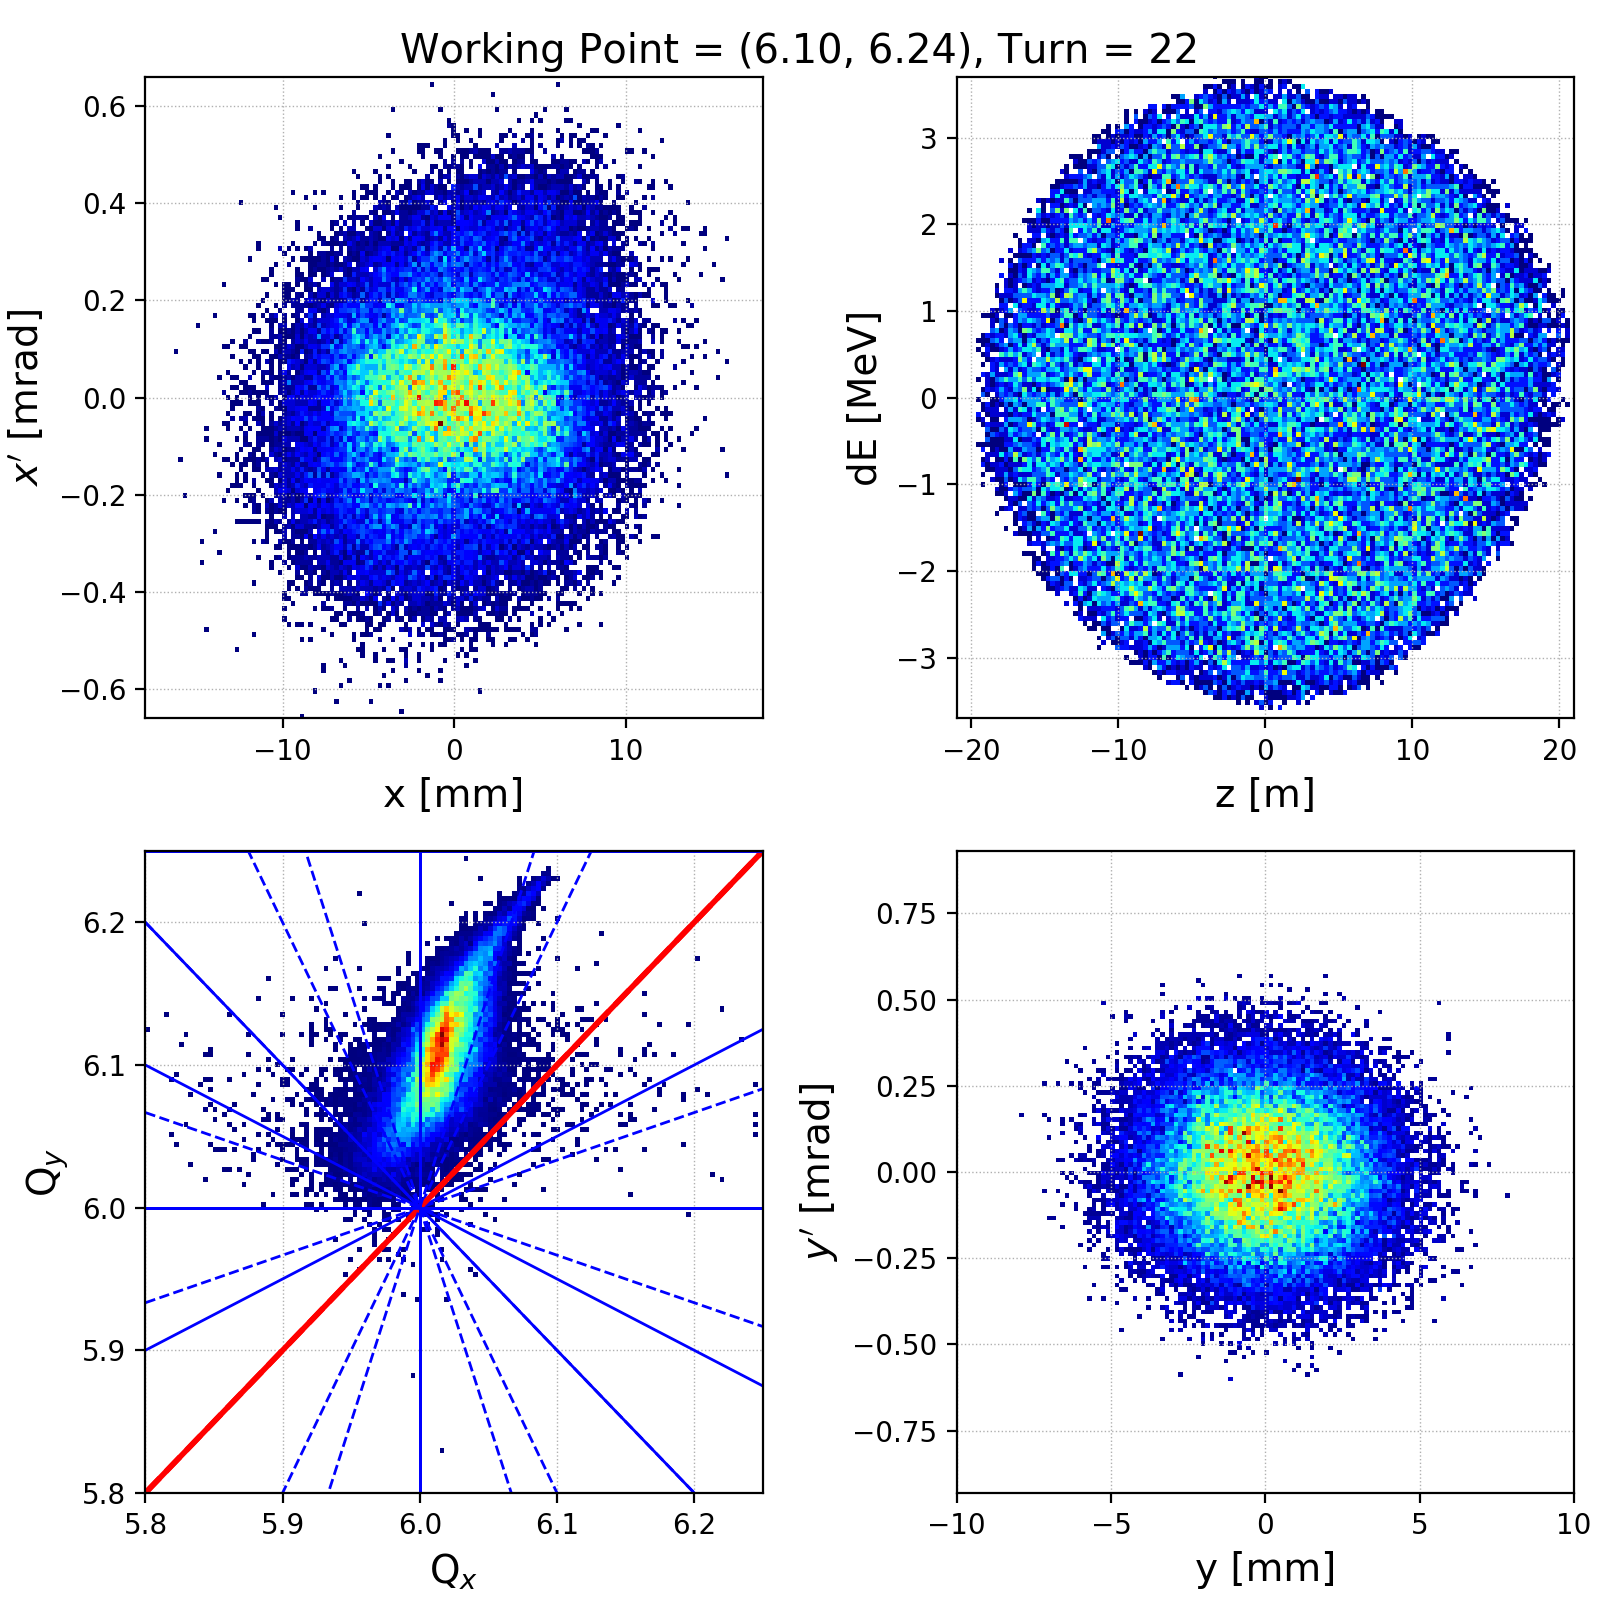 Working Point = (6.10, 6.24), Turn = 22
0.6
0.4
0.2
0.0
−0.2
−0.4
−0.6
x′ [mrad]
−10 0 10
x [mm]
3
2
1
0
−1
−2
−3
dE [MeV]
−20 −10 0 10 20
z [m]
6.2
6.1
6.0
5.9
5.8
Qy
5.8 5.9 6.0 6.1 6.2
Qx
0.75
0.50
0.25
0.00
−0.25
−0.50
−0.75
y′ [mrad]
−10 −5 0 5 10
y [mm]